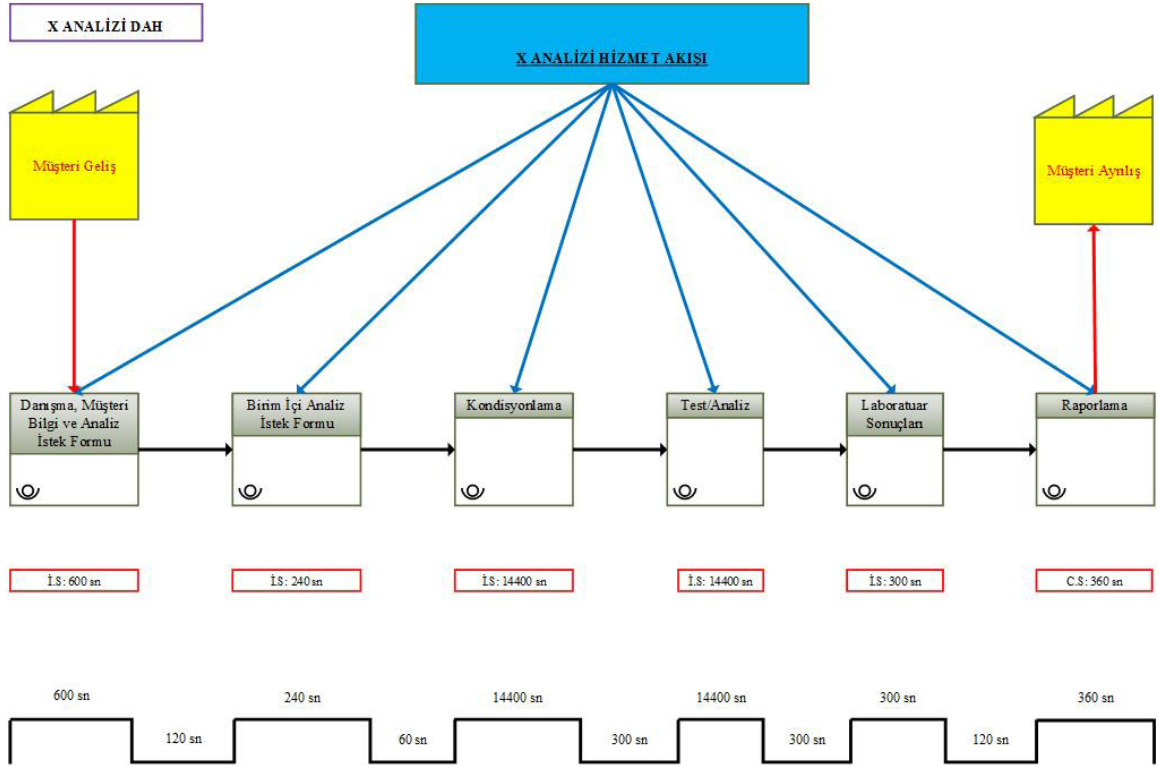 X ANALİZİ DAH
X ANALİZİ HİZMET AKIŞI
Müşteri Geliş
Müşteri Ayrılış
Danışma, Müşteri
Bilgi ve Analiz
İstek Formu
Birim İçi Analiz
İstek Formu
Kondisyonlama
Test/Analiz
Laboratuar
Sonuçları
Raporlama
İ.S: 600 sn
İ.S: 240 sn
İ.S: 14400 sn
İ.S: 14400 sn
İ.S: 300 sn
C.S: 360 sn
600 sn
240 sn
14400 sn
14400 sn
300 sn
360 sn
120 sn
60 sn
300 sn
300 sn
120 sn